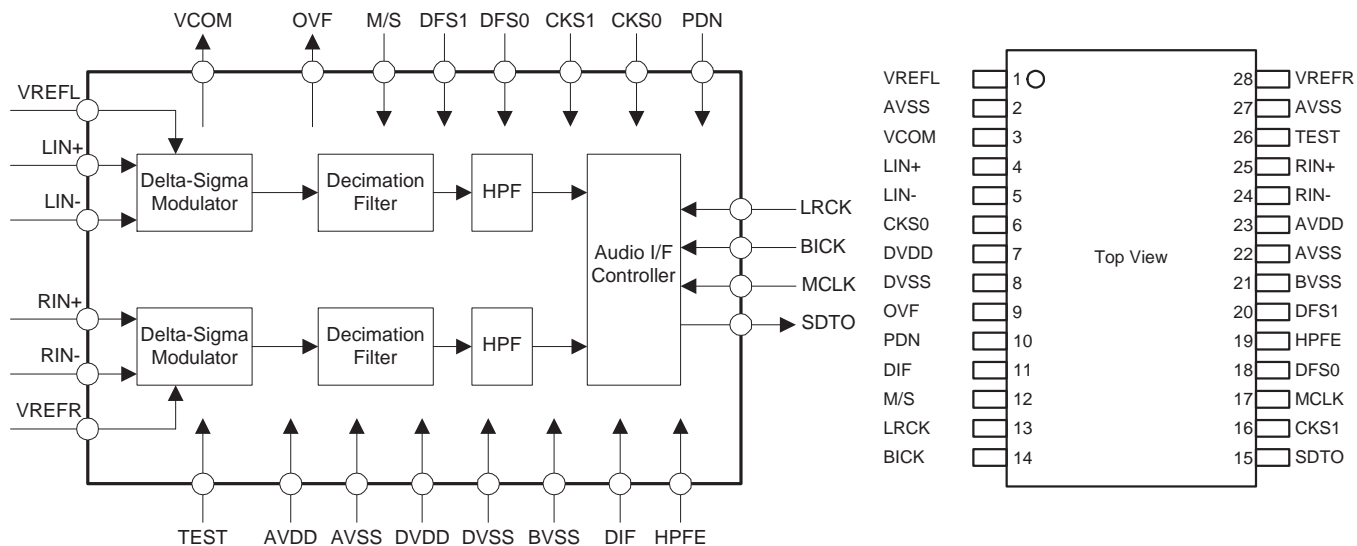 VCOM OVF M/S DFS1 DFS0 CKS1 CKS0 PDN
VREFL
LIN+
LIN-
Delta-Sigma
Modulator
Decimation
Filter
HPF
Audio I/F
Controller
LRCK
BICK
MCLK
SDTO
RIN+
RIN-
VREFR
Delta-Sigma
Modulator
Decimation
Filter
HPF
TEST AVDD AVSS DVDD DVSS BVSS DIF HPFE
VREFL 1 28 VREFR
AVSS 2 27 AVSS
VCOM 3 26 TEST
LIN+ 4 25 RIN+
LIN- 5 24 RIN-
CKS0 6 23 AVDD
DVDD 7 Top View 22 AVSS
DVSS 8 21 BVSS
OVF 9 20 DFS1
PDN 10 19 HPFE
DIF 11 18 DFS0
M/S 12 17 MCLK
LRCK 13 16 CKS1
BICK 14 15 SDTO